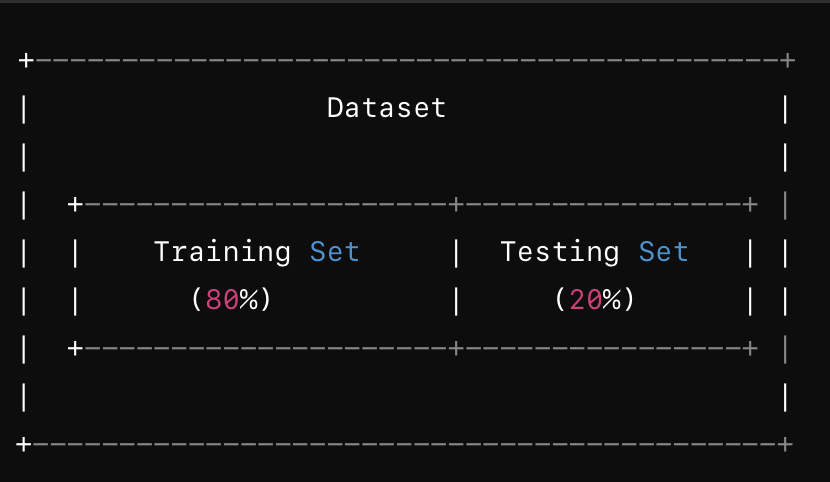 Dataset
Training Set | Testing Set
(80%) | (20%)